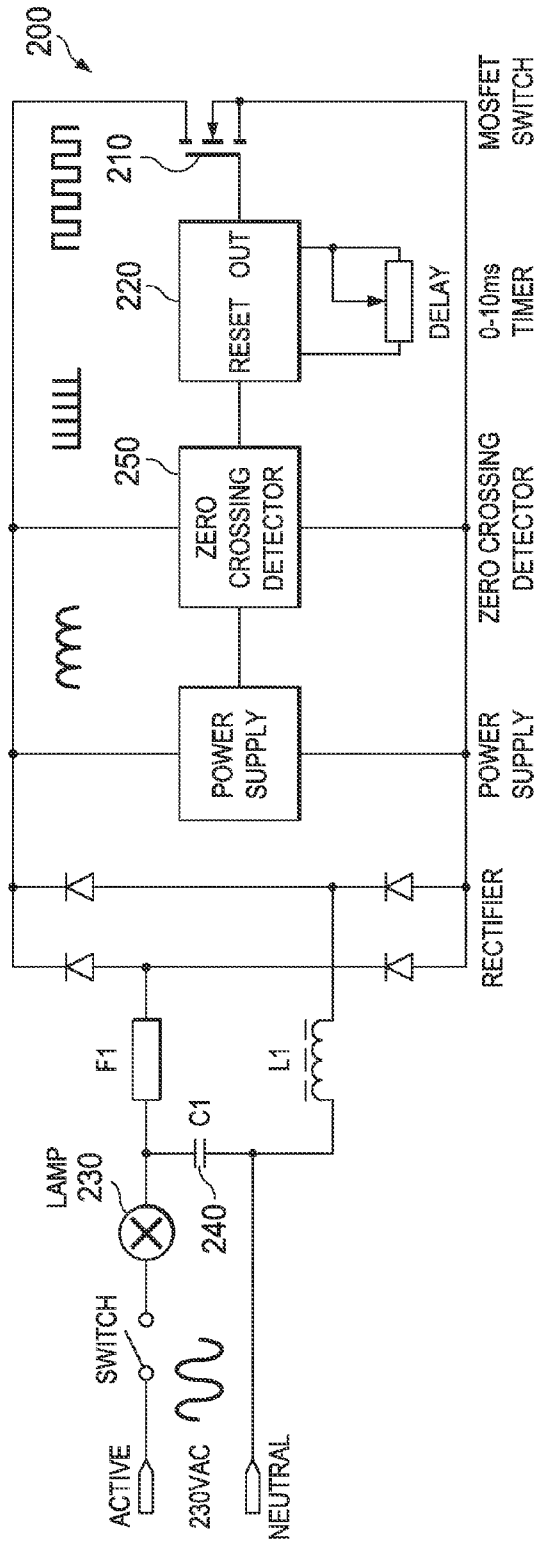 200
ACTIVE
230VAC
NEUTRAL
SWITCH
LAMP
230
C1
240
F1
L1
RECTIFIER
POWER
SUPPLY
POWER
SUPPLY
250
ZERO
CROSSING
DETECTOR
ZERO CROSSING
DETECTOR
220
RESET OUT
DELAY
0-10ms
TIMER
210
MOSFET
SWITCH